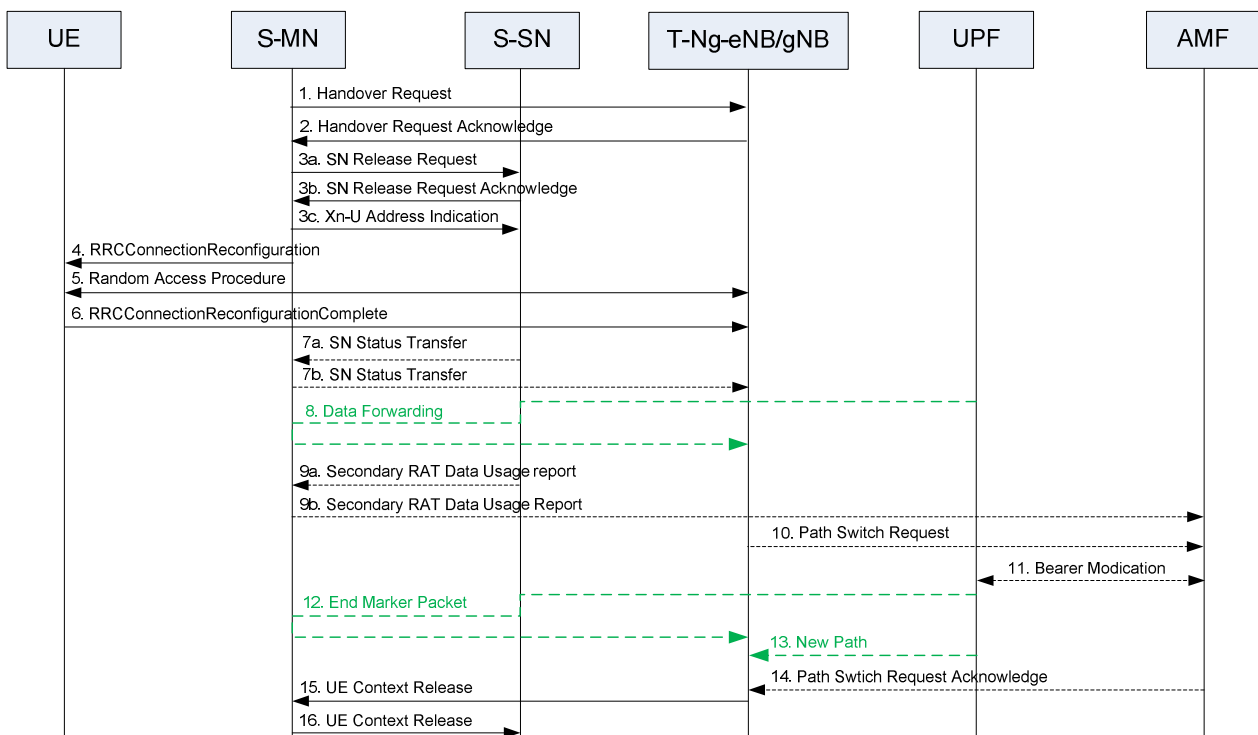 UE
S-MN
S-SN
T-Ng-eNB/gNB
UPF
AMF
1. Handover Request
2. Handover Request Acknowledge
3a. SN Release Request
3b. SN Release Request Acknowledge
3c. Xn-U Address Indication
4. RRCConnectionReconfiguration
5. Random Access Procedure
6. RRCConnectionReconfigurationComplete
7a. SN Status Transfer
7b. SN Status Transfer
8. Data Forwarding
9a. Secondary RAT Data Usage report
9b. Secondary RAT Data Usage Report
10. Path Switch Request
11. Bearer Modication
12. End Marker Packet
13. New Path
14. Path Swtich Request Acknowledge
15. UE Context Release
16. UE Context Release